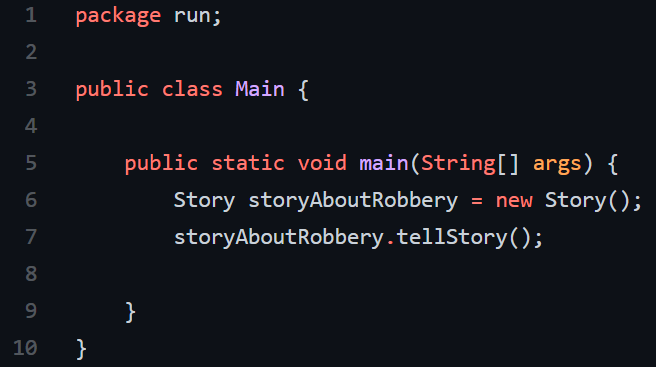 1 package run;
2
3 public class Main {
4
5     public static void main(String[] args) {
6         Story storyAboutRobbery = new Story();
7         storyAboutRobbery.tellStory();
8
9     }
10 }